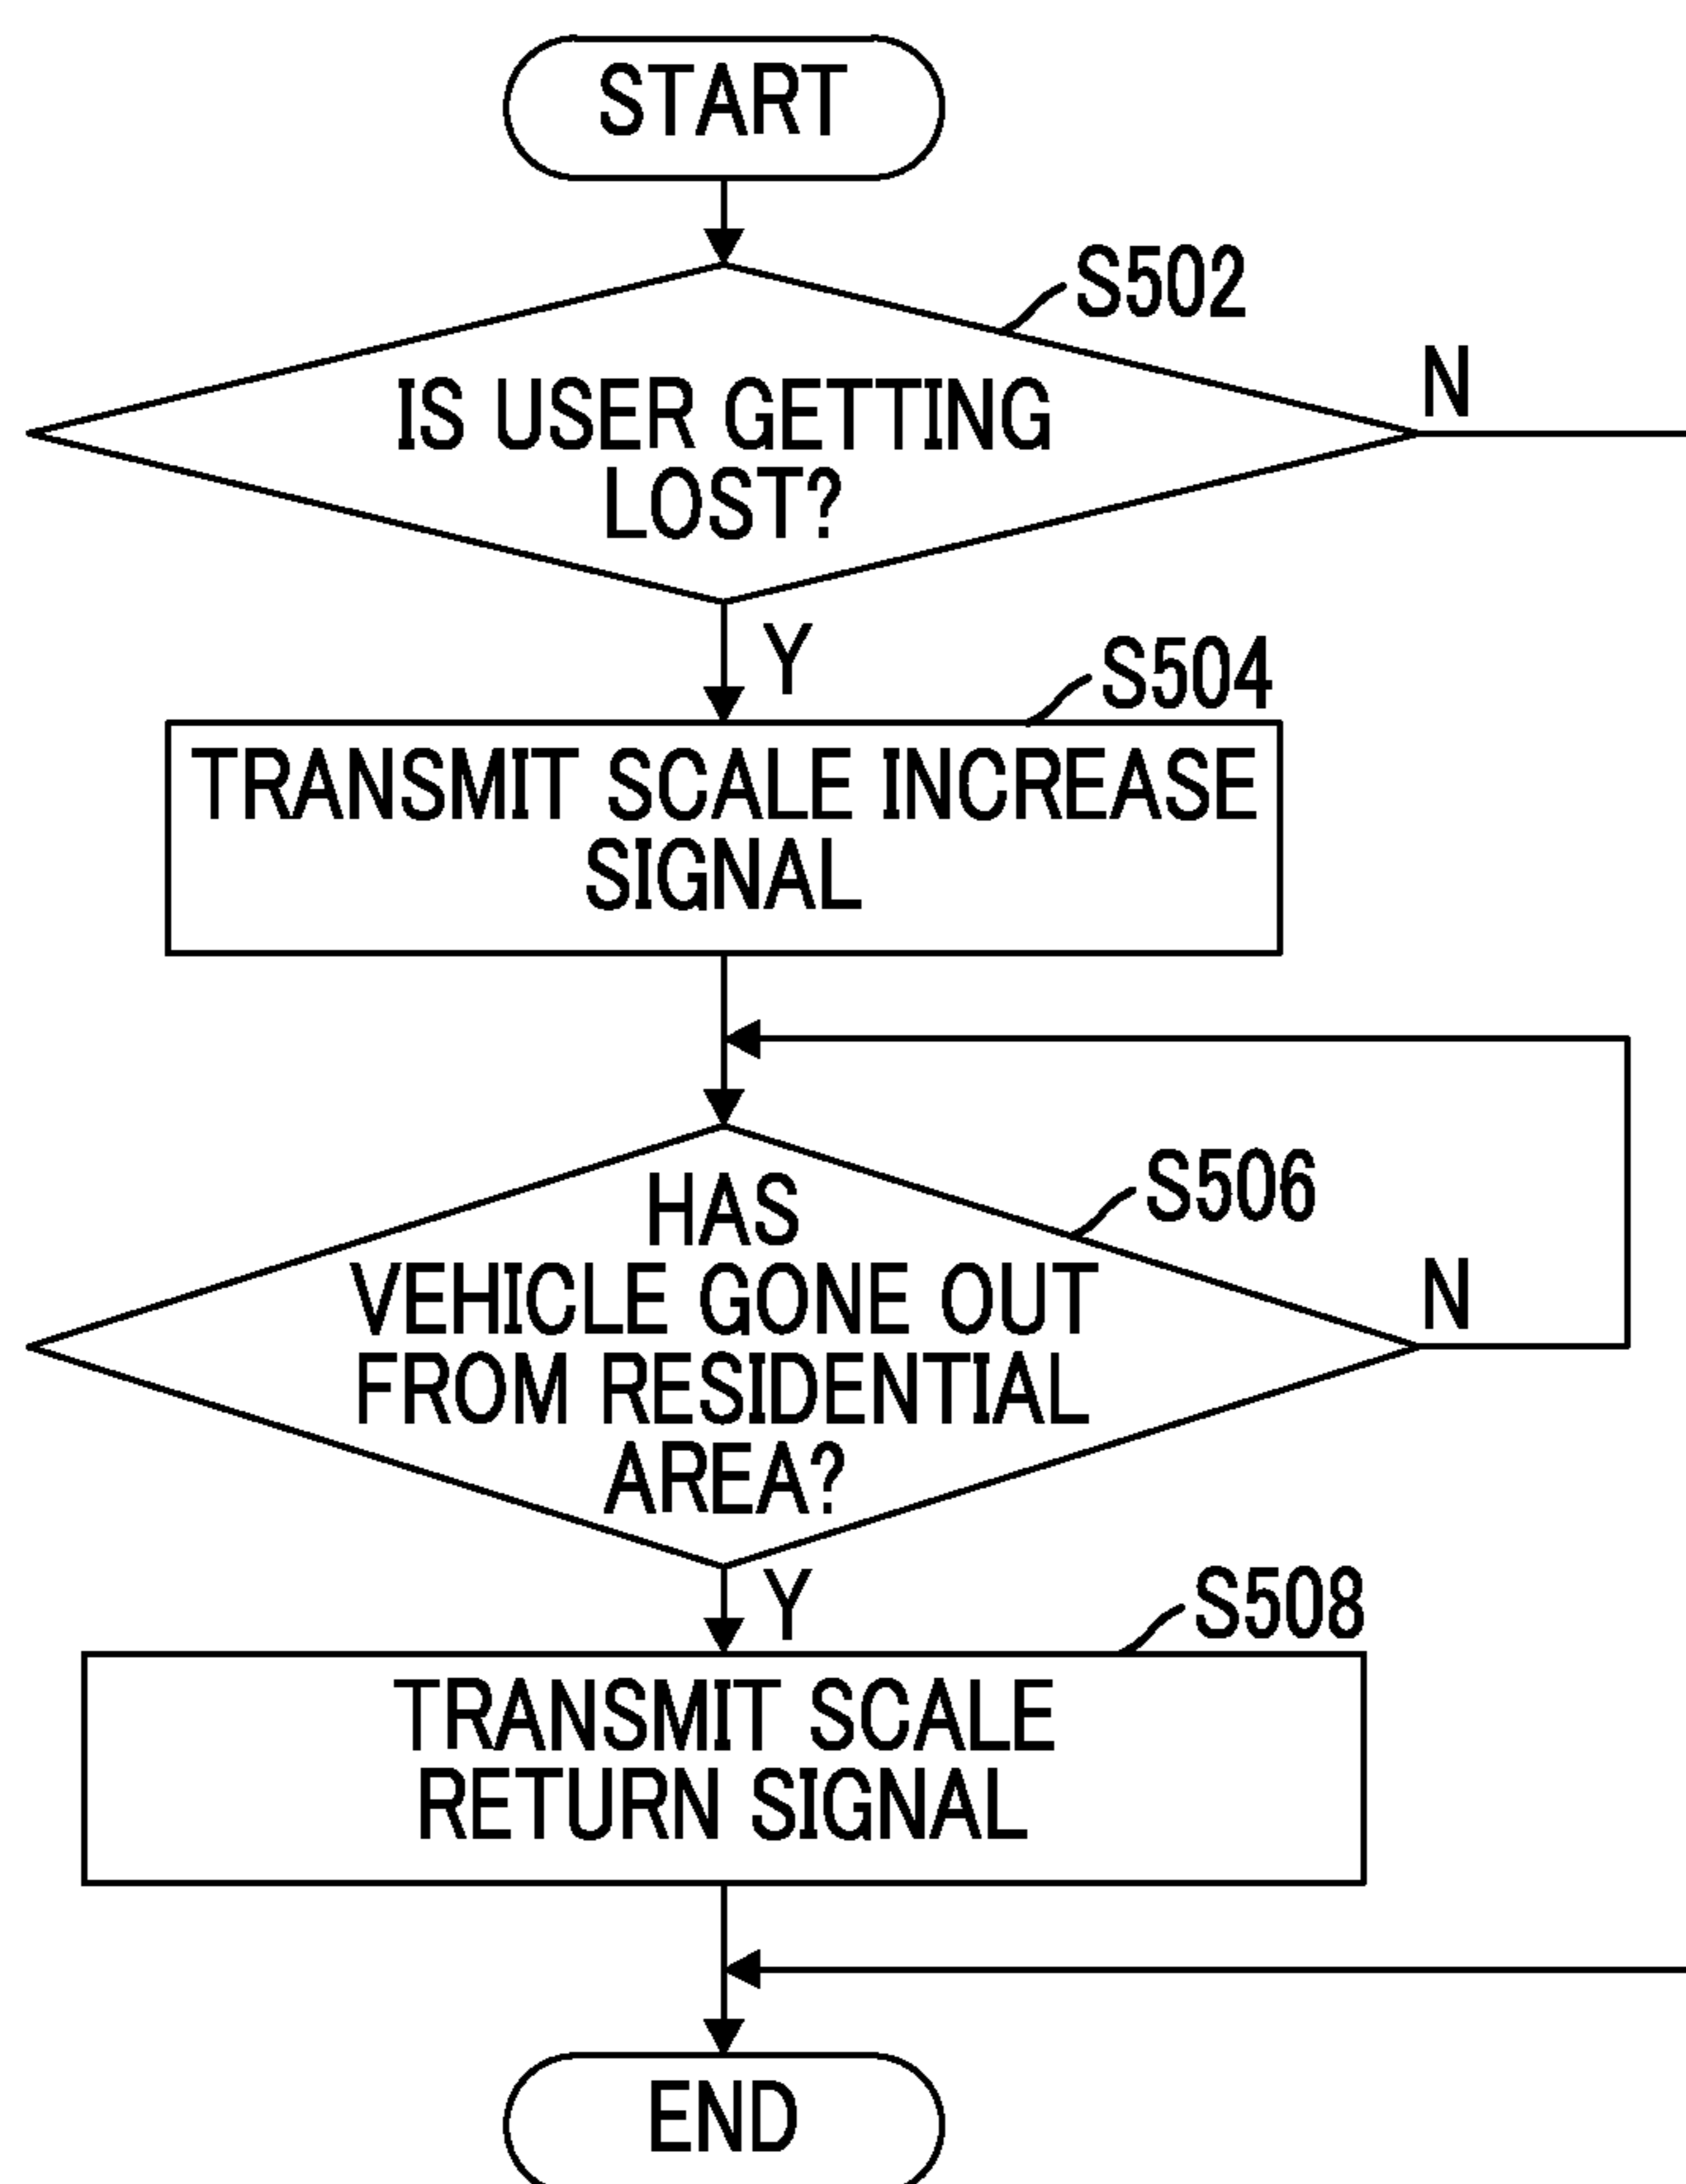 START
S502
N
IS USER GETTING
LOST?
Y
S504
TRANSMIT SCALE INCREASE
SIGNAL
S506
HAS
VEHICLE GONE OUT
FROM RESIDENTIAL
AREA?
N
Y
S508
TRANSMIT SCALE
RETURN SIGNAL
END